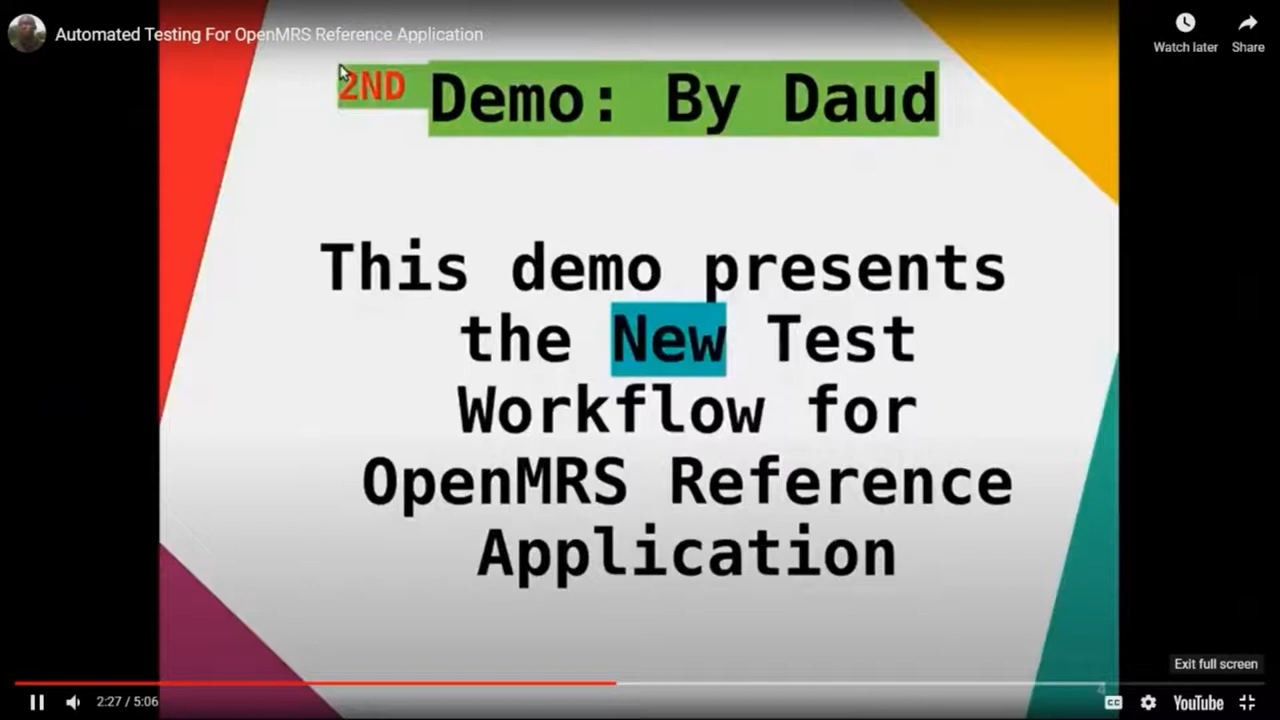 Automated Testing For OpenMRS Reference Application
Watch later
Share
2ND Demo: By Daud
This demo presents
the New Test
Workflow for
OpenMRS Reference
Application
Exit full screen
2:27 / 5:06
CC
YouTube